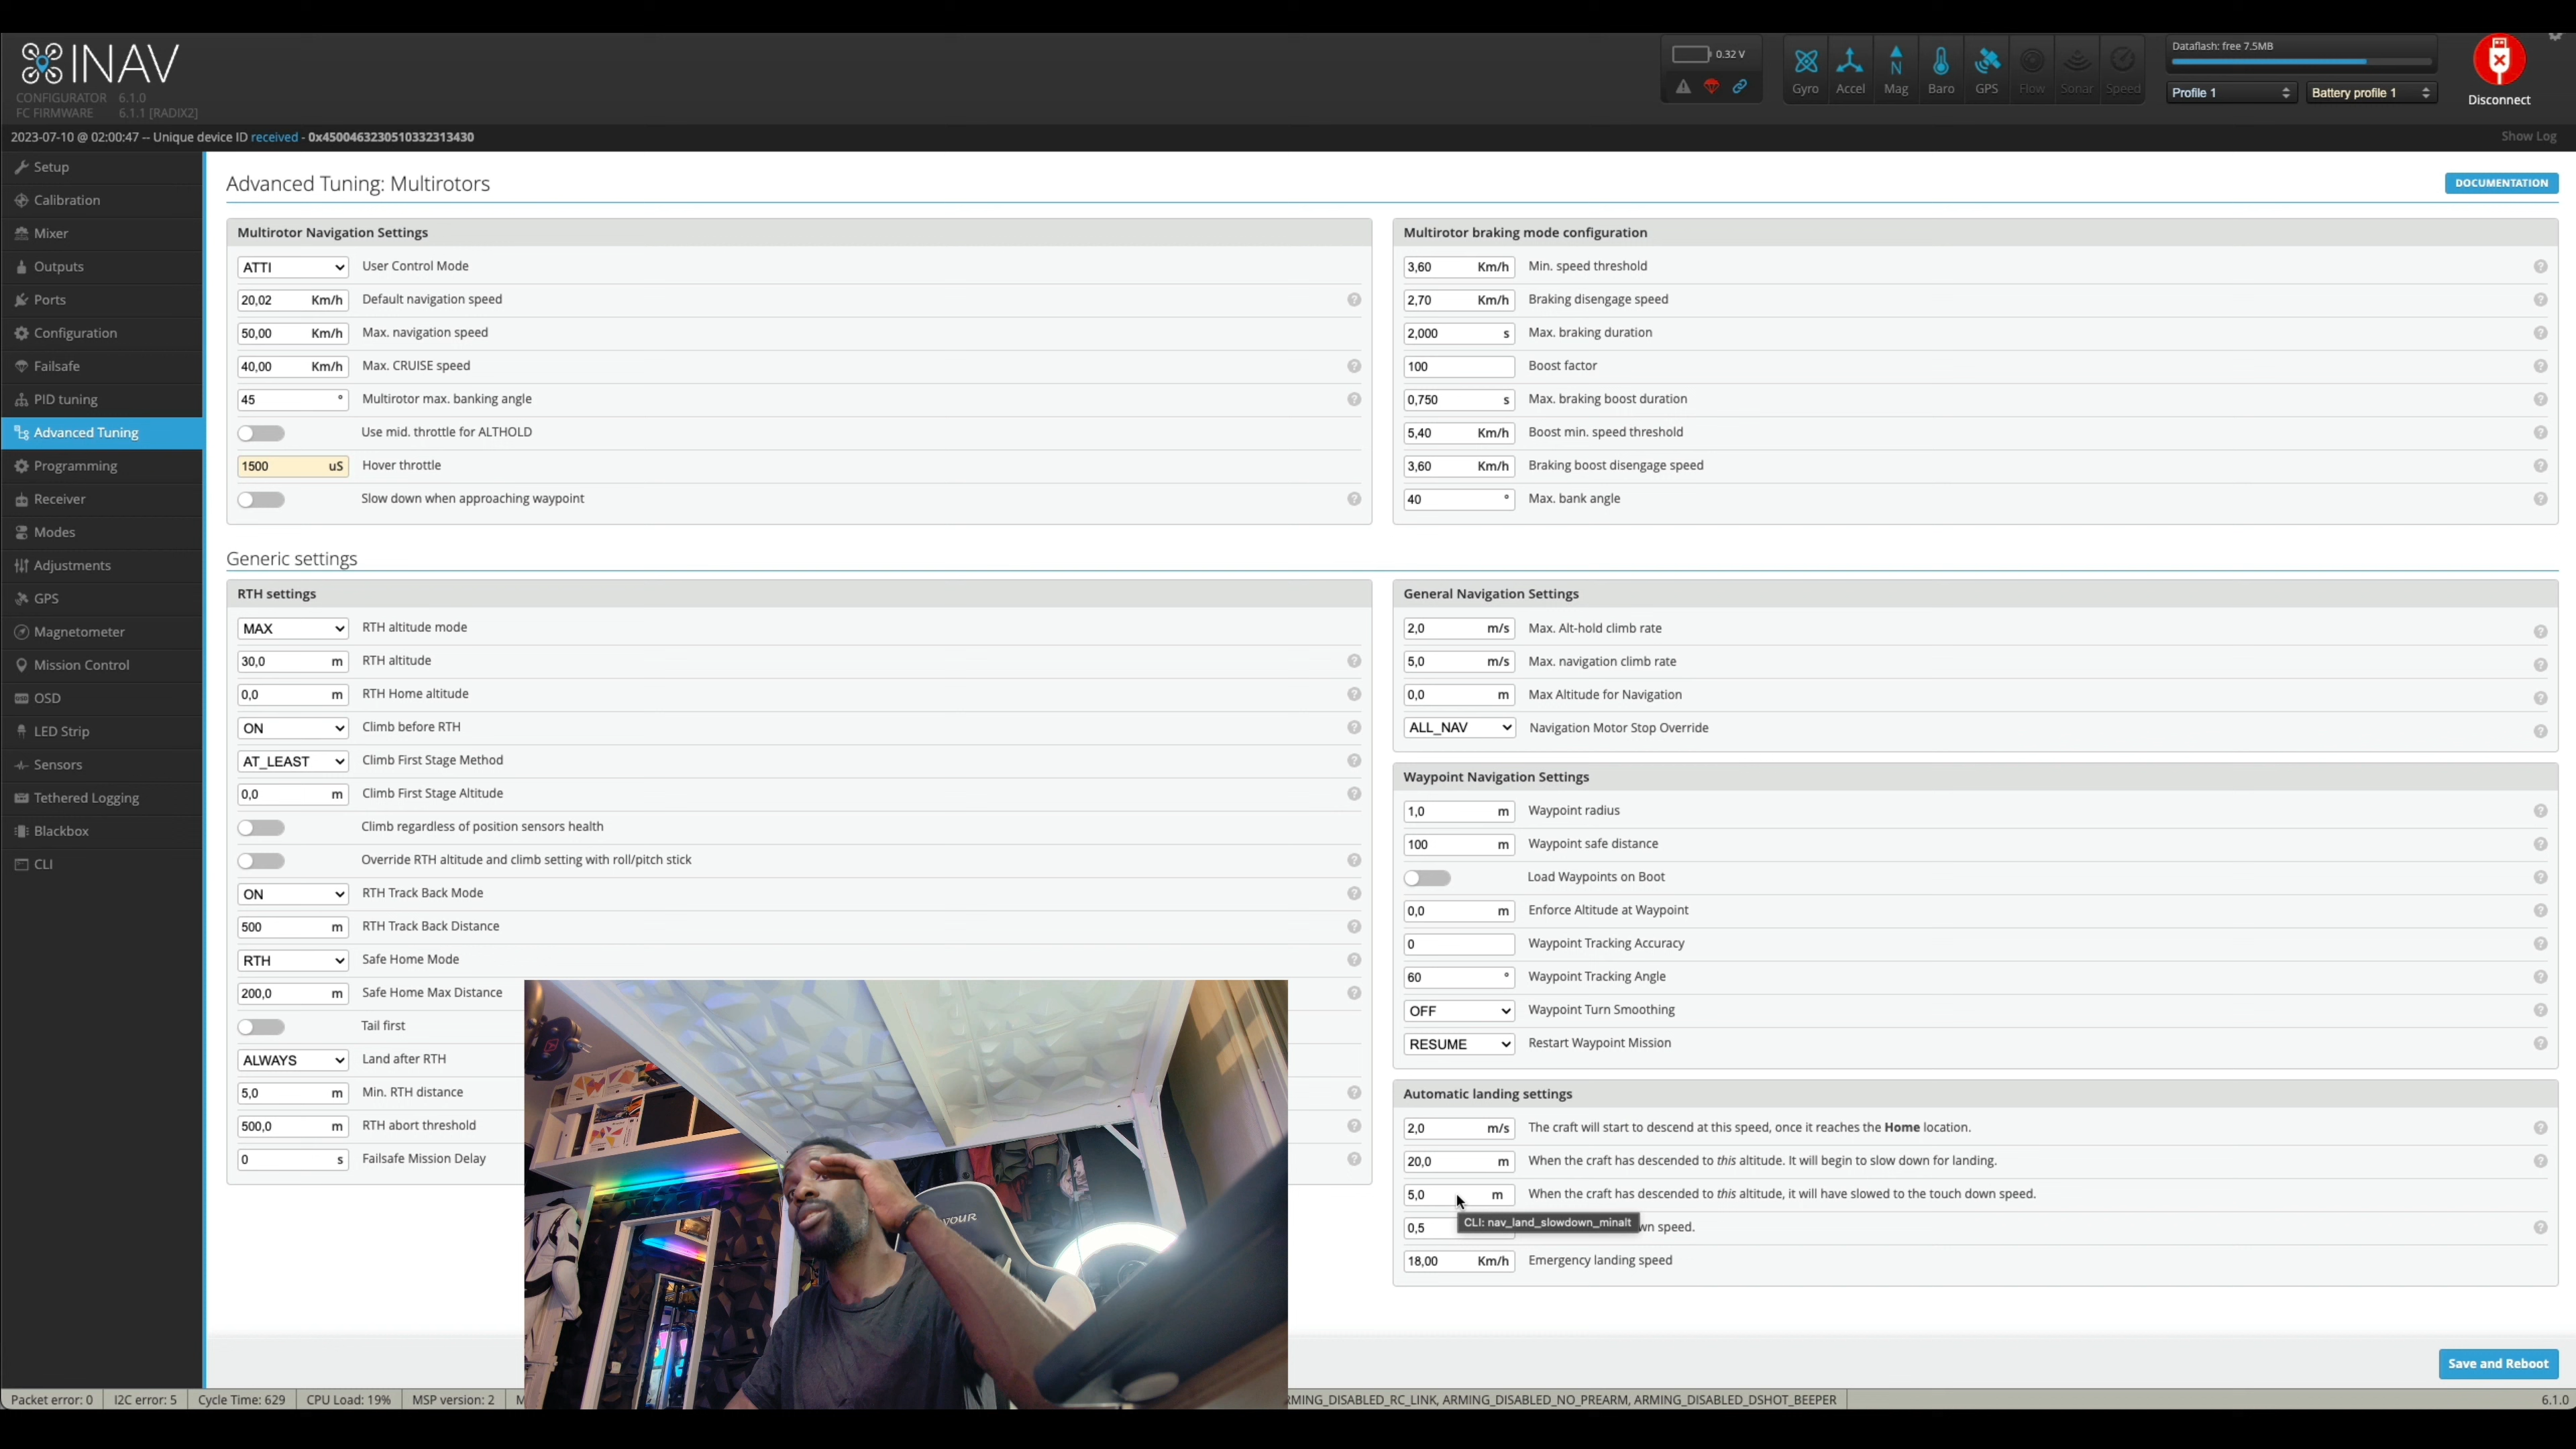 INAV
CONFIGURATOR 6.1.0
FC FIRMWARE 6.1.1 [RADIX2]
0.32 V
Gyro
Accel
Mag
Baro
GPS
Flow
Sonar
Speed
Dataflash: free 7.5MB
Profile 1
Battery profile 1
Disconnect
2023-07-10 @ 02:00:47 -- Unique device ID received - 0x4500463230510332313430
Show Log
Setup
Calibration
Mixer
Outputs
Ports
Configuration
Failsafe
PID tuning
Advanced Tuning
Programming
Receiver
Modes
Adjustments
GPS
Magnetometer
Mission Control
OSD
LED Strip
Sensors
Tethered Logging
Blackbox
CLI
Advanced Tuning: Multirotors
DOCUMENTATION
Multirotor Navigation Settings
ATTI User Control Mode
20,02 Km/h Default navigation speed
50,00 Km/h Max. navigation speed
40,00 Km/h Max. CRUISE speed
45 ° Multirotor max. banking angle
Use mid. throttle for ALTHOLD
1500 uS Hover throttle
Slow down when approaching waypoint
Multirotor braking mode configuration
3,60 Km/h Min. speed threshold
2,70 Km/h Braking disengage speed
2,000 s Max. braking duration
100 Boost factor
0,750 s Max. braking boost duration
5,40 Km/h Boost min. speed threshold
3,60 Km/h Braking boost disengage speed
40 ° Max. bank angle
Generic settings
RTH settings
MAX RTH altitude mode
30,0 m RTH altitude
0,0 m RTH Home altitude
ON Climb before RTH
AT_LEAST Climb First Stage Method
0,0 m Climb First Stage Altitude
Climb regardless of position sensors health
Override RTH altitude and climb setting with roll/pitch stick
ON RTH Track Back Mode
500 m RTH Track Back Distance
RTH Safe Home Mode
200,0 m Safe Home Max Distance
Tail first
ALWAYS Land after RTH
5,0 m Min. RTH distance
500,0 m RTH abort threshold
0 s Failsafe Mission Delay
General Navigation Settings
2,0 m/s Max. Alt-hold climb rate
5,0 m/s Max. navigation climb rate
0,0 m Max Altitude for Navigation
ALL_NAV Navigation Motor Stop Override
Waypoint Navigation Settings
1,0 m Waypoint radius
100 m Waypoint safe distance
Load Waypoints on Boot
0,0 m Enforce Altitude at Waypoint
0 Waypoint Tracking Accuracy
60 ° Waypoint Tracking Angle
OFF Waypoint Turn Smoothing
RESUME Restart Waypoint Mission
Automatic landing settings
2,0 m/s The craft will start to descend at this speed, once it reaches the Home location.
20,0 m When the craft has descended to this altitude. It will begin to slow down for landing.
5,0 m When the craft has descended to this altitude, it will have slowed to the touch down speed.
CLI: nav_land_slowdown_minalt
0,5 wn speed.
18,00 Km/h Emergency landing speed
Save and Reboot
Packet error: 0 I2C error: 5 Cycle Time: 629 CPU Load: 19% MSP version: 2 M
RMING_DISABLED_RC_LINK, ARMING_DISABLED_NO_PREARM, ARMING_DISABLED_DSHOT_BEEPER
6.1.0